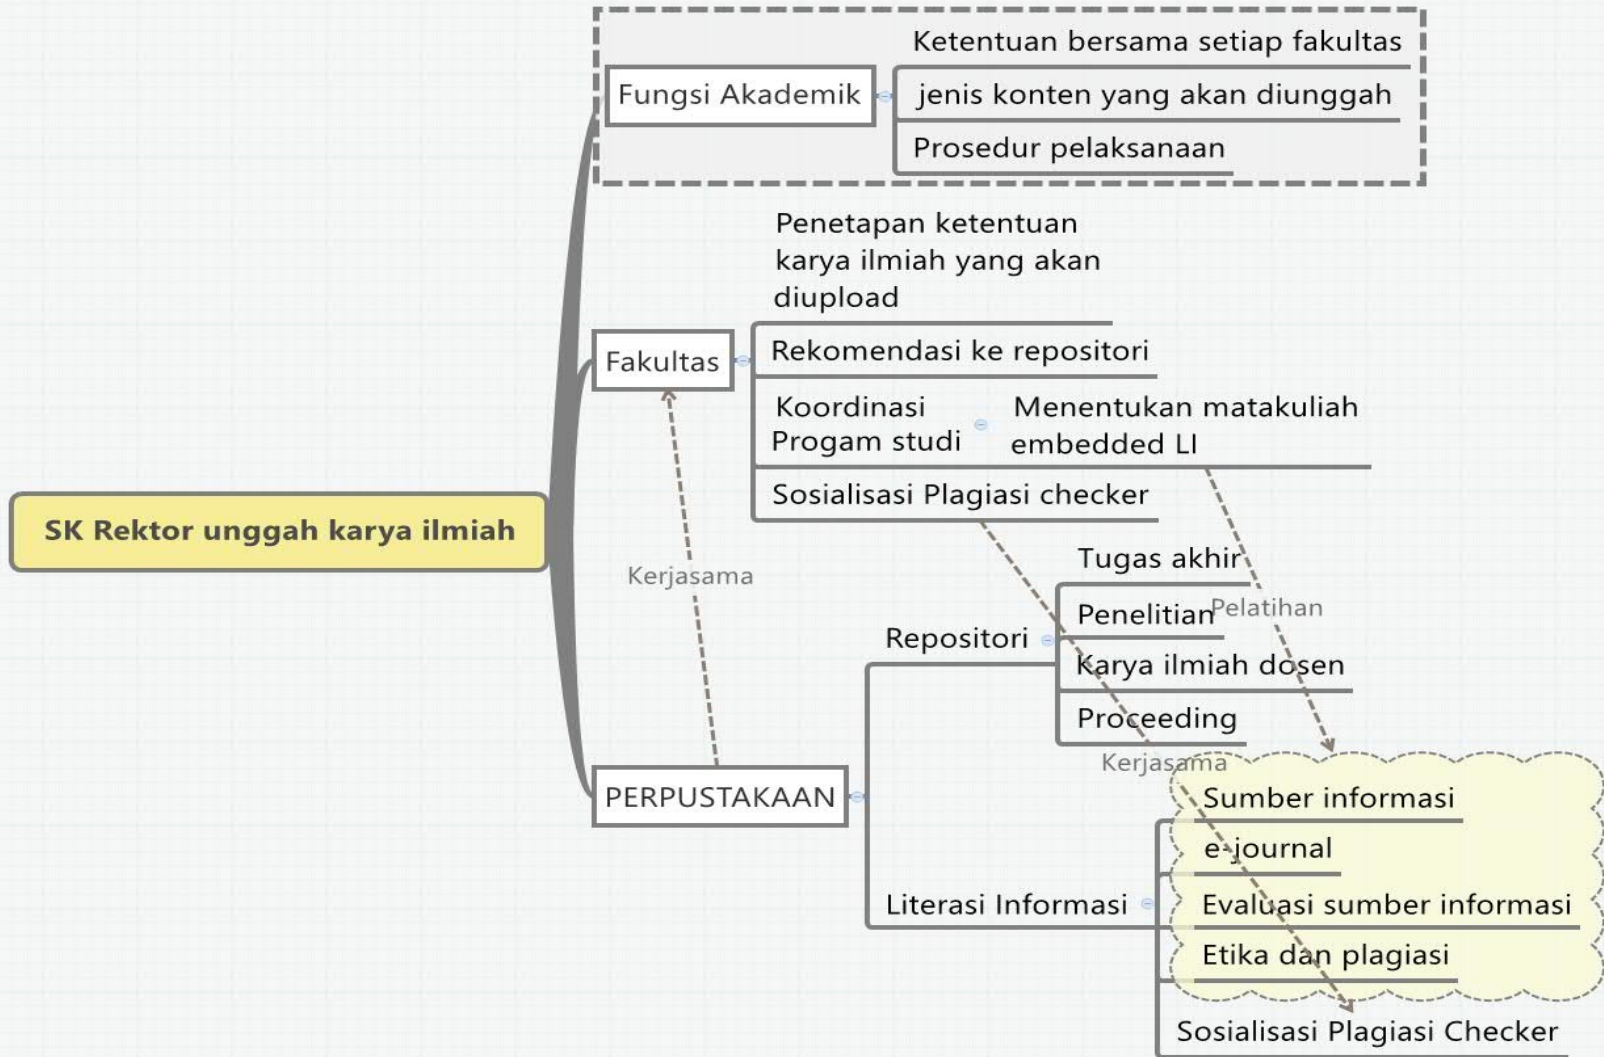 SK Rektor unggah karya ilmiah
Fungsi Akademik
Ketentuan bersama setiap fakultas
jenis konten yang akan diunggah
Prosedur pelaksanaan
Fakultas
Penetapan ketentuan
karya ilmiah yang akan
diupload
Rekomendasi ke repositori
Koordinasi
Progam studi
Menentukan matakuliah
embedded LI
Sosialisasi Plagiasi checker
Kerjasama
Pelatihan
Kerjasama
PERPUSTAKAAN
Repositori
Tugas akhir
Penelitian
Karya ilmiah dosen
Proceeding
Literasi Informasi
Sumber informasi
e-journal
Evaluasi sumber informasi
Etika dan plagiasi
Sosialisasi Plagiasi Checker